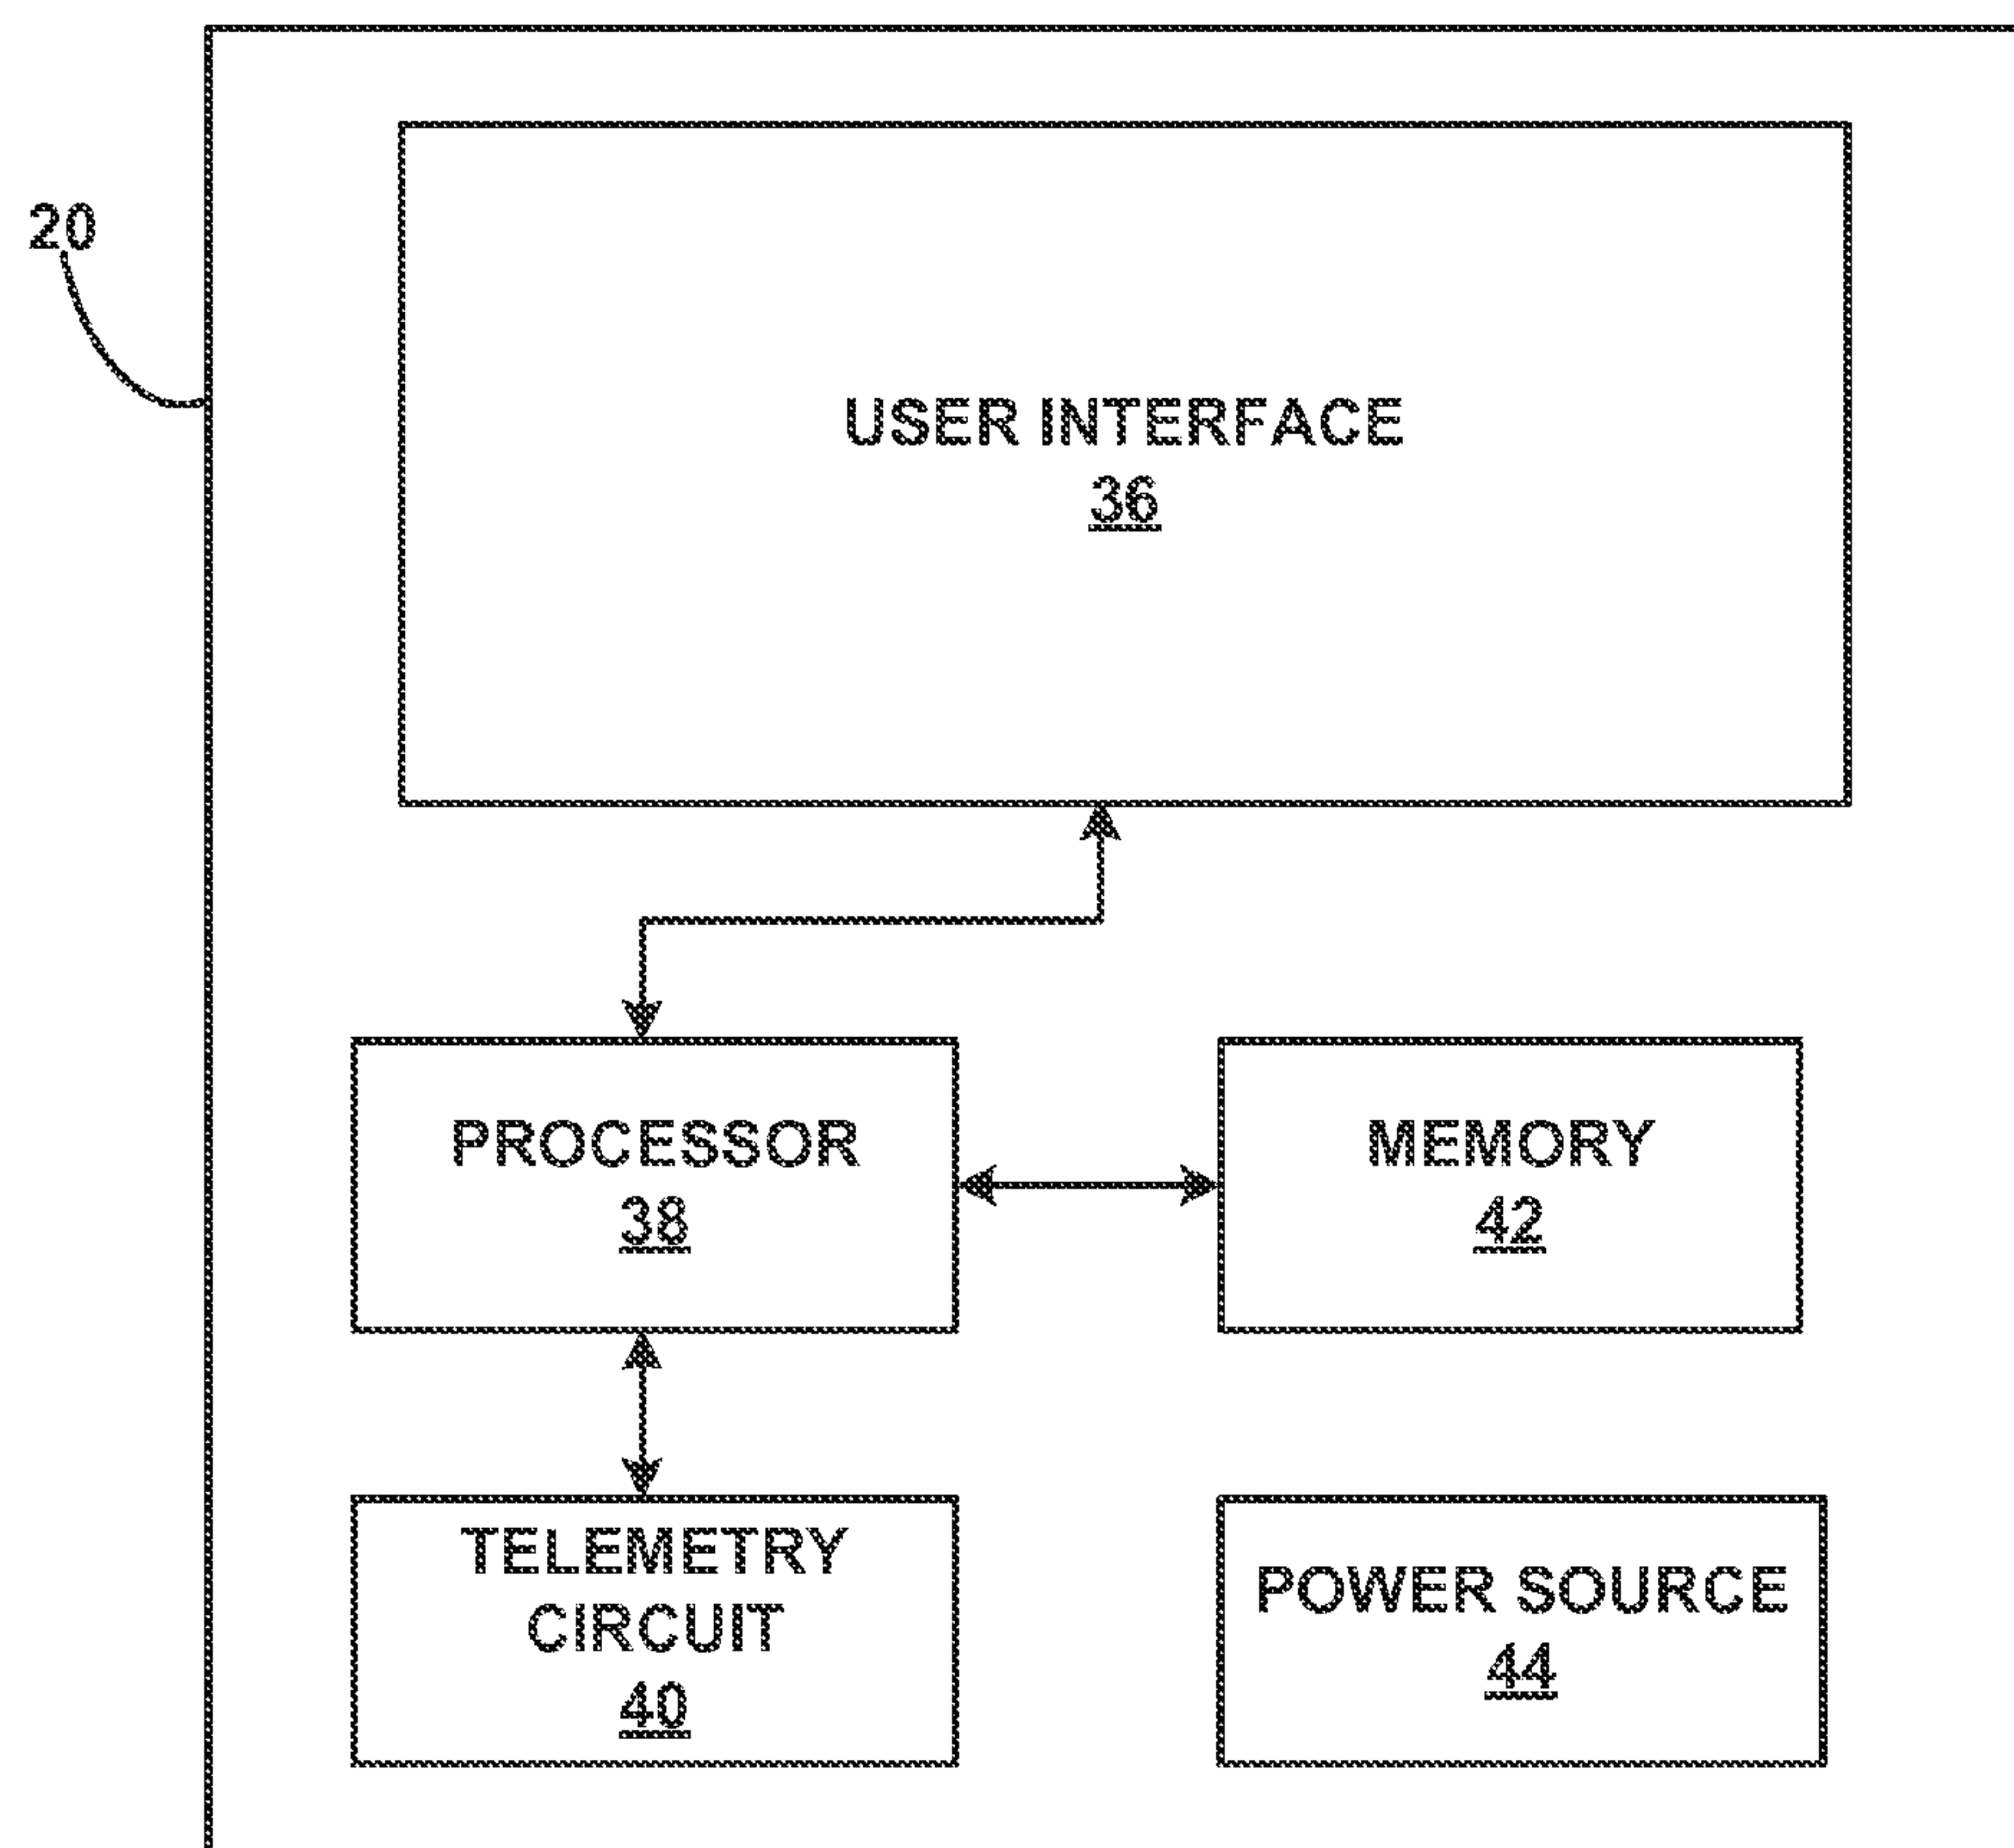 20
USER INTERFACE
36
PROCESSOR
38
MEMORY
42
TELEMETRY
CIRCUIT
40
POWER SOURCE
44